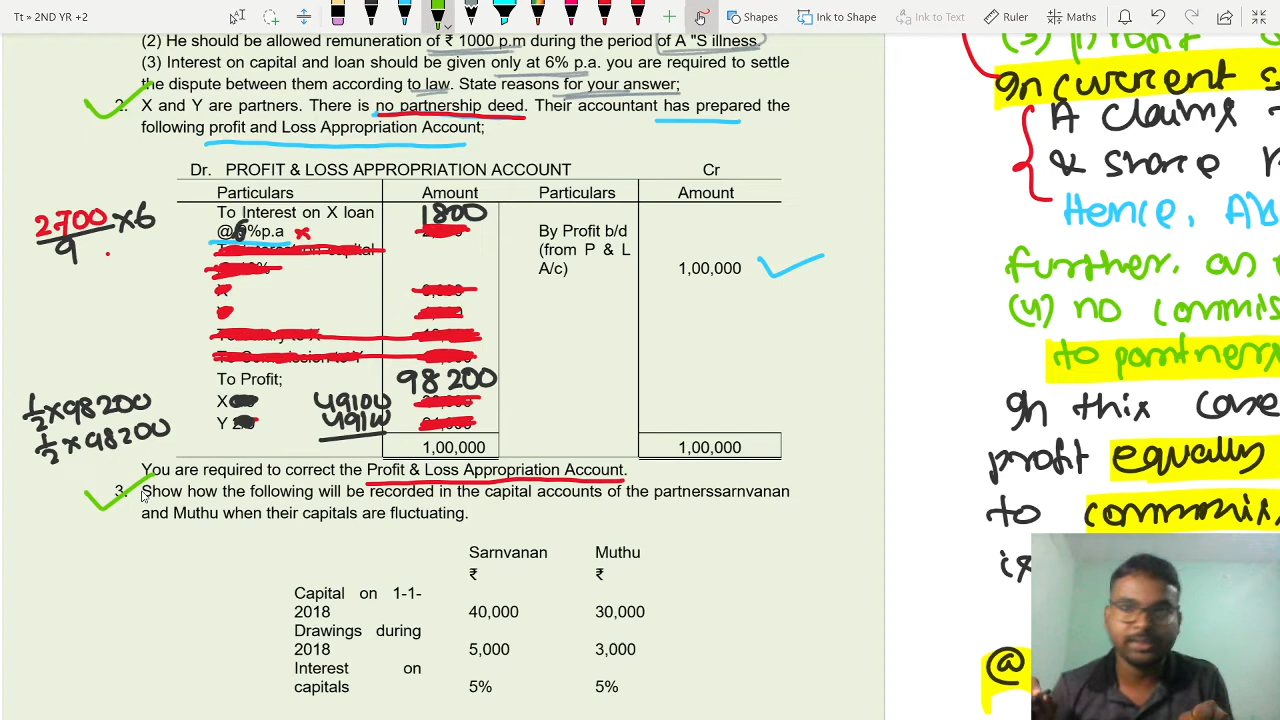 Tt » 2ND YR +2
Shapes
Ink to Shape
Ink to Text
Ruler
Maths
(2) He should be allowed remuneration of ₹ 1000 p.m during the period of A "S illness.
(3) Interest on capital and loan should be given only at 6% p.a. you are required to settle
the dispute between them according to law. State reasons for your answer;
2. X and Y are partners. There is no partnership deed. Their accountant has prepared the
following profit and Loss Appropriation Account;
Dr. PROFIT & LOSS APPROPRIATION ACCOUNT Cr
Particulars Amount Particulars Amount
To Interest on X loan 1800
@ 6%p.a x By Profit b/d
(from P & L
A/c) 1,00,000
2700 x6
9
To Profit; 98200
X 49100
Y 49100
1/2 x 98200
1/2 x 98200
1,00,000 1,00,000
You are required to correct the Profit & Loss Appropriation Account.
3. Show how the following will be recorded in the capital accounts of the partnerssarnvanan
and Muthu when their capitals are fluctuating.
Sarnvanan Muthu
₹ ₹
Capital on 1-1-
2018 40,000 30,000
Drawings during
2018 5,000 3,000
Interest on
capitals 5% 5%
In current
A claims
& share
Hence,
further.
(4) no
to partners
In this case
profit equally
to
@